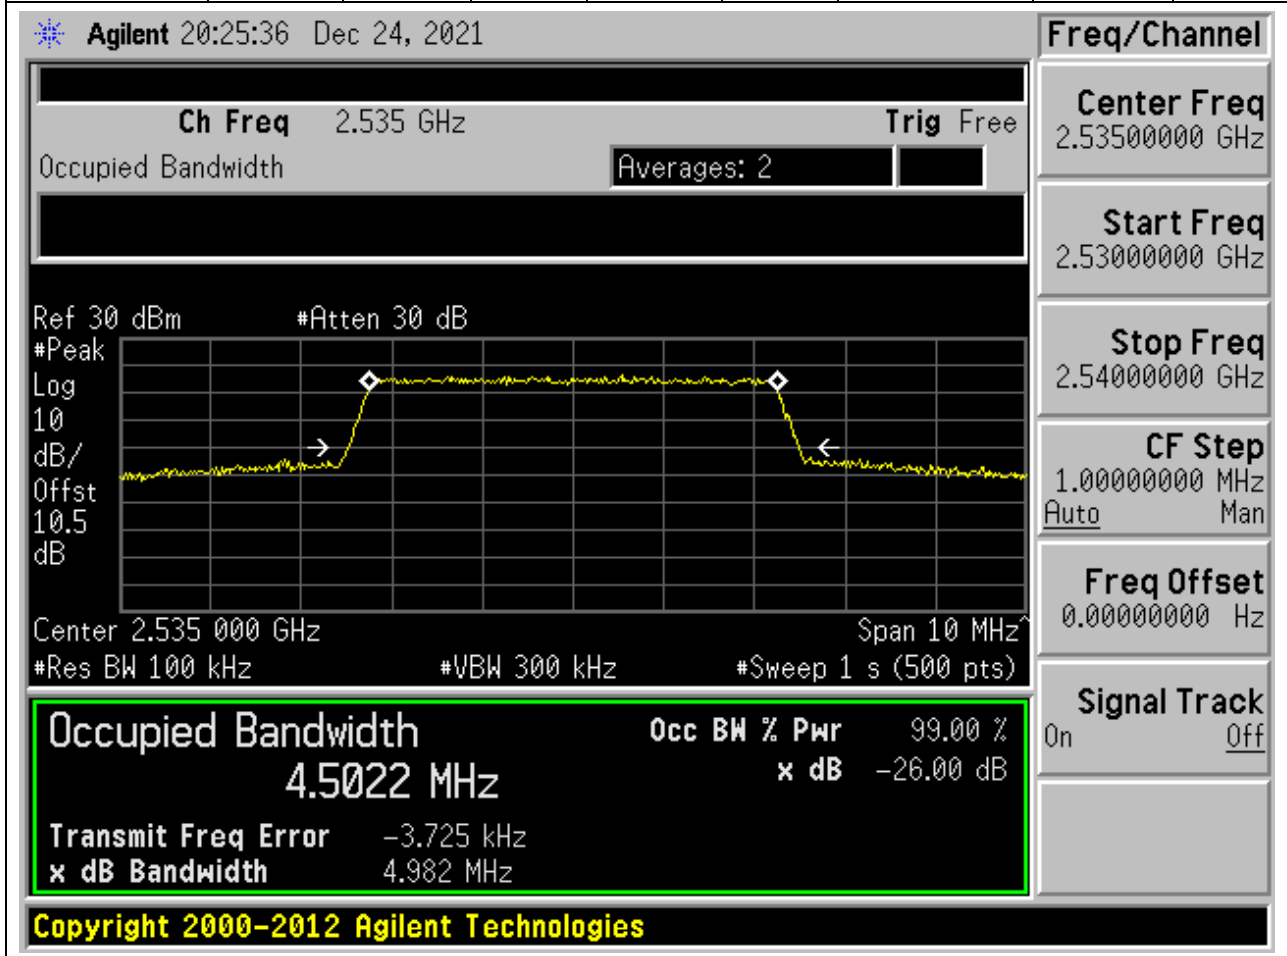 Agilent 20:25:36 Dec 24, 2021
Freq/Channel
Ch Freq 2.535 GHz Trig Free
Occupied Bandwidth Averages: 2
Center Freq
2.53500000 GHz
Start Freq
2.53000000 GHz
Stop Freq
2.54000000 GHz
CF Step
1.00000000 MHz
Auto Man
Freq Offset
0.00000000 Hz
Signal Track
On Off
Ref 30 dBm #Atten 30 dB
#Peak
Log
10
dB/
Offst
10.5
dB
Center 2.535 000 GHz Span 10 MHz^
#Res BW 100 kHz #VBW 300 kHz #Sweep 1 s (500 pts)
Occupied Bandwidth Occ BW % Pwr 99.00 %
4.5022 MHz x dB -26.00 dB
Transmit Freq Error -3.725 kHz
x dB Bandwidth 4.982 MHz
Copyright 2000-2012 Agilent Technologies